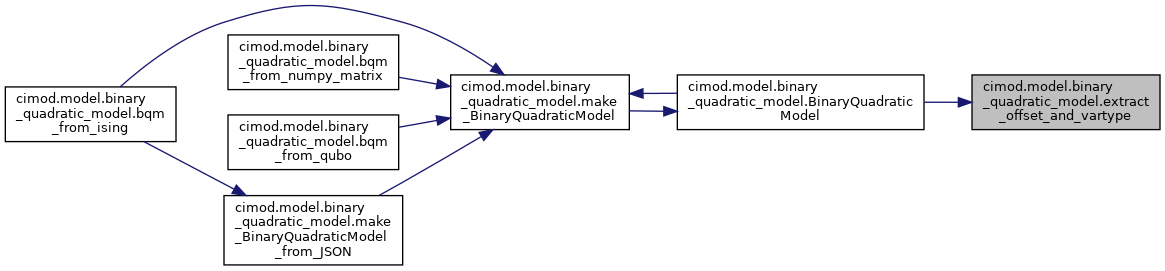 cimod.model.binary
_quadratic_model.bqm
_from_ising
cimod.model.binary
_quadratic_model.bqm
_from_numpy_matrix
cimod.model.binary
_quadratic_model.bqm
_from_qubo
cimod.model.binary
_quadratic_model.make
_BinaryQuadraticModel
_from_JSON
cimod.model.binary
_quadratic_model.make
_BinaryQuadraticModel
cimod.model.binary
_quadratic_model.BinaryQuadratic
Model
cimod.model.binary
_quadratic_model.extract
_offset_and_vartype